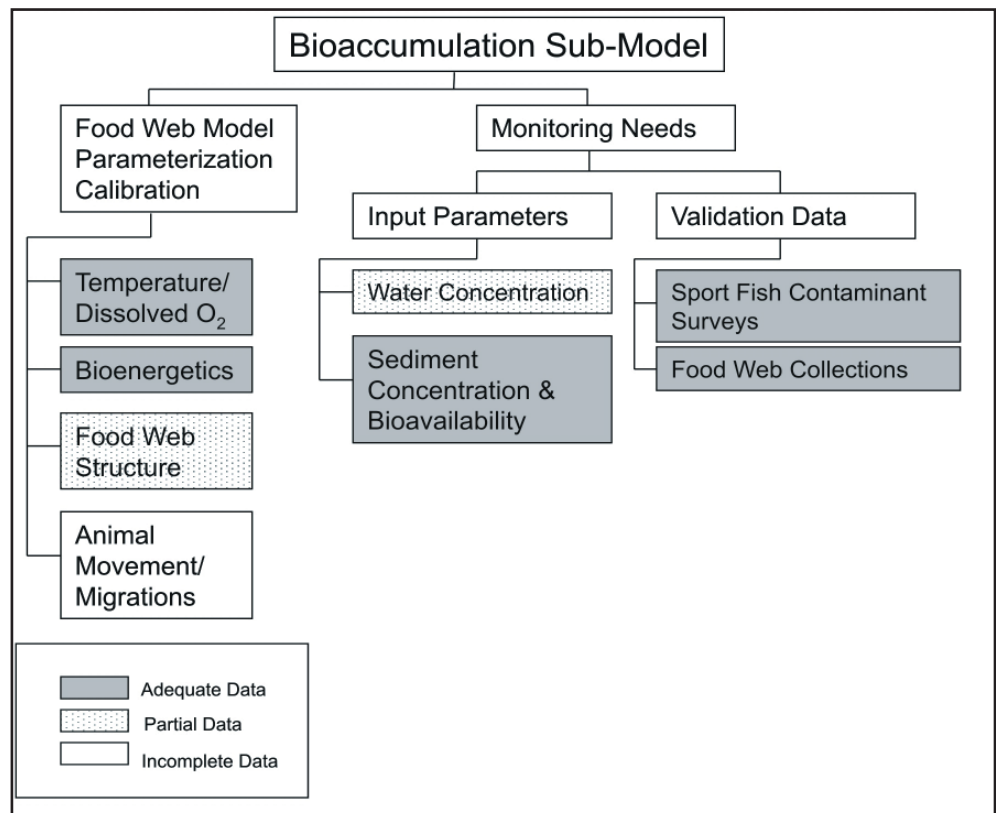 Bioaccumulation Sub-Model
Food Web Model
Parameterization
Calibration
Monitoring Needs
Input Parameters
Validation Data
Temperature/
Dissolved O₂
Bioenergetics
Food Web
Structure
Animal
Movement/
Migrations
Water Concentration
Sediment
Concentration &
Bioavailability
Sport Fish Contaminant
Surveys
Food Web Collections
Adequate Data
Partial Data
Incomplete Data